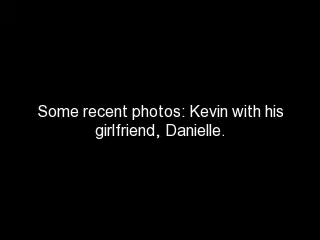 Some recent photos: Kevin with his
girlfriend, Danielle.